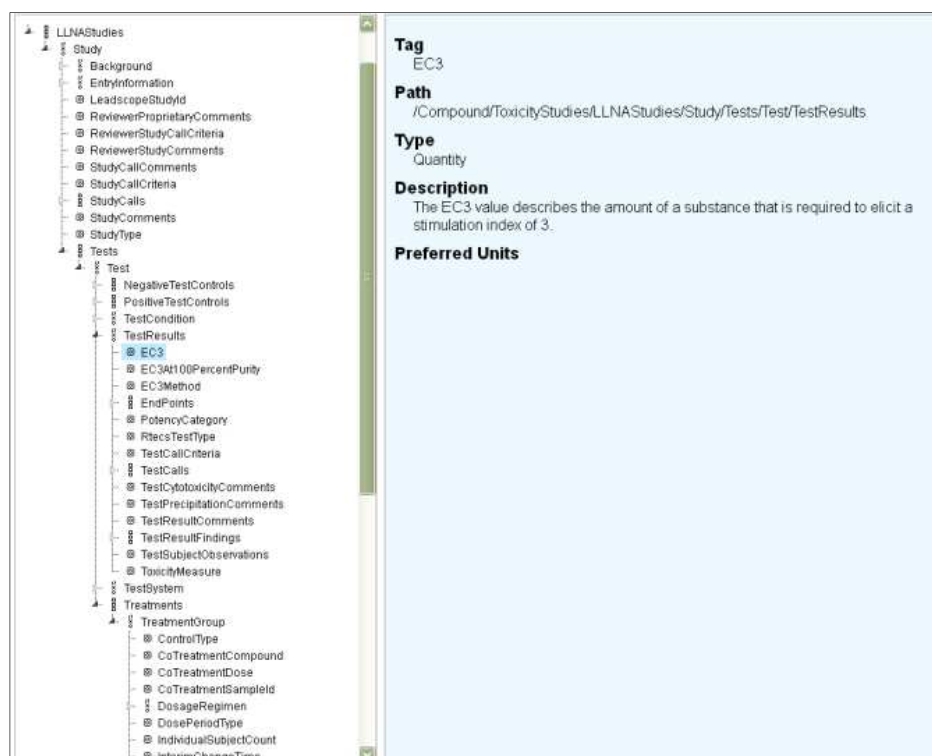 LLNAStudies
Study
Background
EntryInformation
LeadscopeStudyId
ReviewerProprietaryComments
ReviewerStudyCallCriteria
ReviewerStudyComments
StudyCallComments
StudyCallCriteria
StudyCalls
StudyComments
StudyType
Tests
Test
NegativeTestControls
PositiveTestControls
TestCondition
TestResults
EC3
EC3At100PercentPurity
EC3Method
EndPoints
PotencyCategory
RtecsTestType
TestCallCriteria
TestCalls
TestCytotoxicityComments
TestPrecipitationComments
TestResultComments
TestResultFindings
TestSubjectObservations
ToxicityMeasure
TestSystem
Treatments
TreatmentGroup
ControlType
CoTreatmentCompound
CoTreatmentDose
CoTreatmentSampleId
DosageRegimen
DosePeriodType
IndividualSubjectCount
InterimChangeTime
Tag
EC3
Path
/Compound/ToxicityStudies/LLNAStudies/Study/Tests/Test/TestResults
Type
Quantity
Description
The EC3 value describes the amount of a substance that is required to elicit a
stimulation index of 3.
Preferred Units